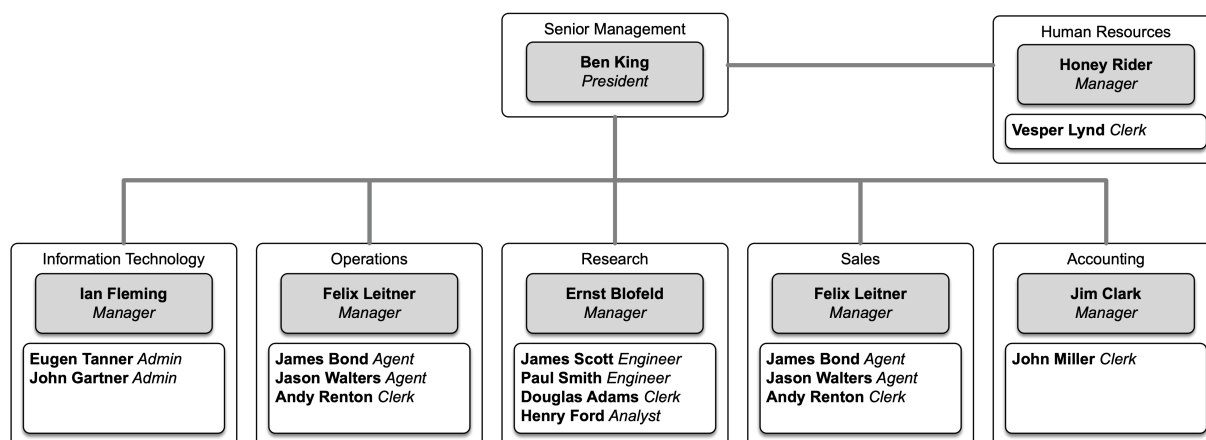 Senior Management
Ben King
President
Human Resources
Honey Rider
Manager
Vesper Lynd Clerk
Information Technology
Ian Fleming
Manager
Eugen Tanner Admin
John Gartner Admin
Operations
Felix Leitner
Manager
James Bond Agent
Jason Walters Agent
Andy Renton Clerk
Research
Ernst Blofeld
Manager
James Scott Engineer
Paul Smith Engineer
Douglas Adams Clerk
Henry Ford Analyst
Sales
Felix Leitner
Manager
James Bond Agent
Jason Walters Agent
Andy Renton Clerk
Accounting
Jim Clark
Manager
John Miller Clerk